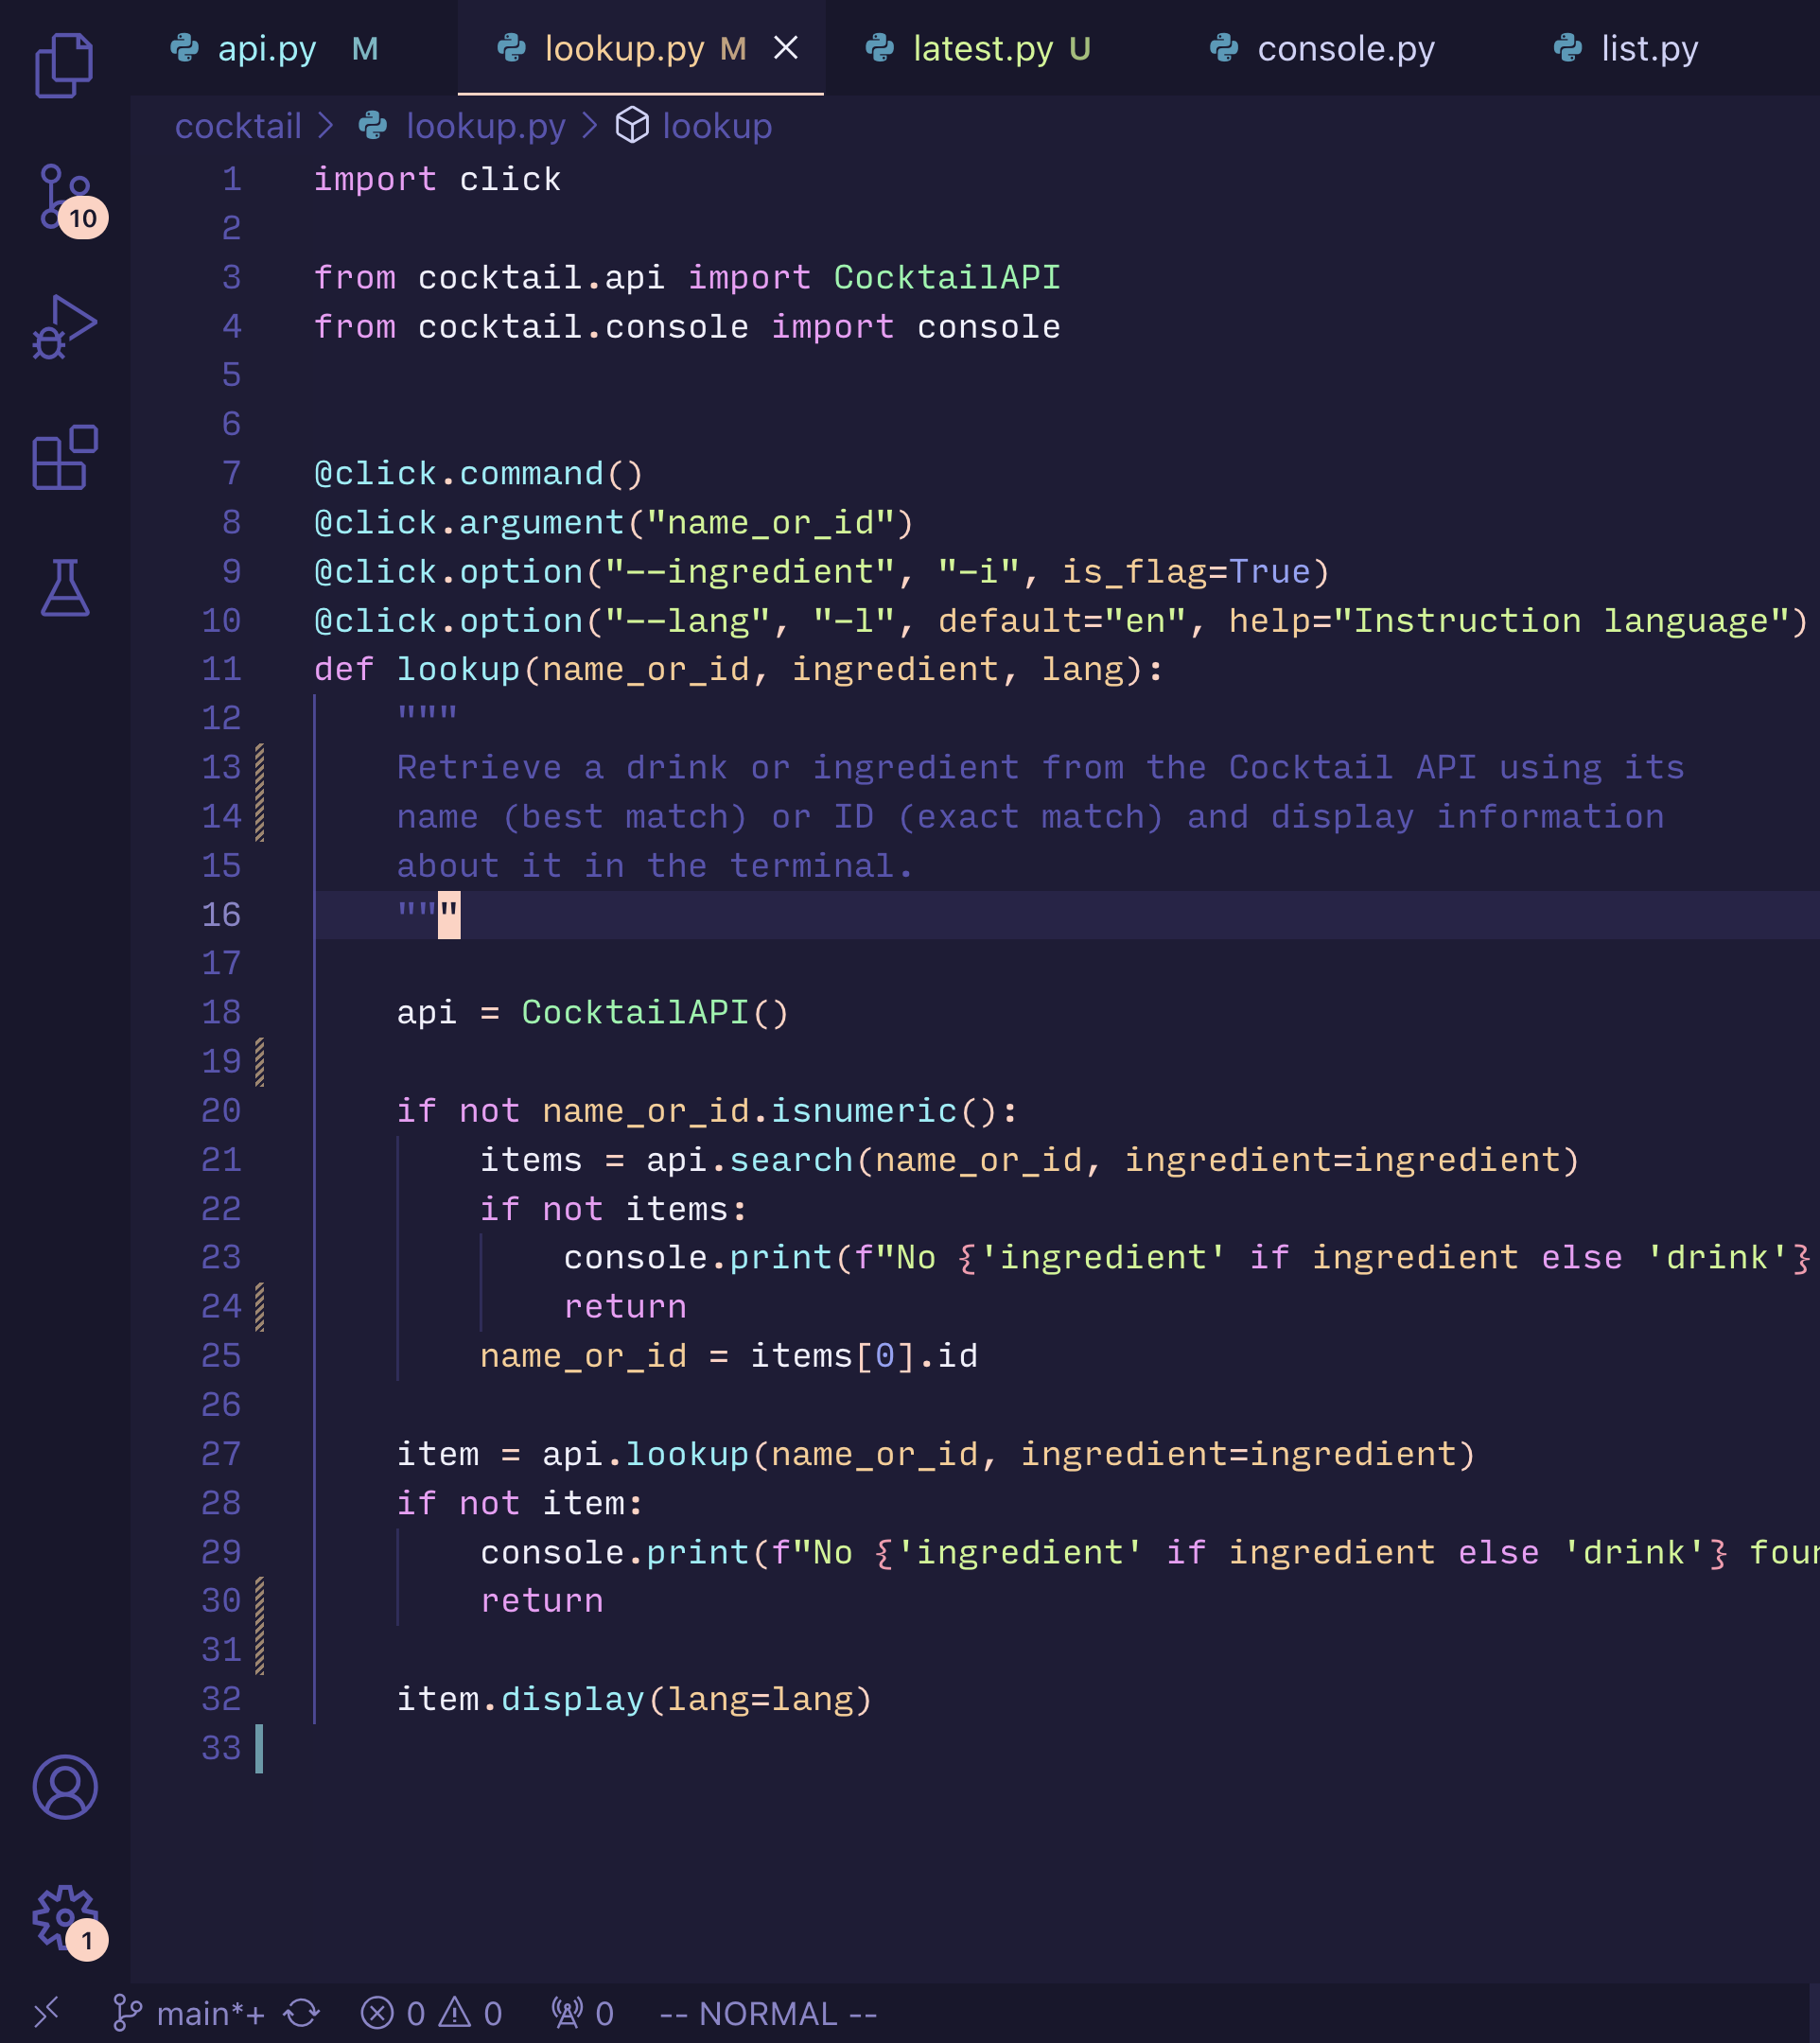 api.py M lookup.py M latest.py U console.py list.py
cocktail > lookup.py > lookup
1 import click
2
3 from cocktail.api import CocktailAPI
4 from cocktail.console import console
5
6
7 @click.command()
8 @click.argument("name_or_id")
9 @click.option("--ingredient", "-i", is_flag=True)
10 @click.option("--lang", "-l", default="en", help="Instruction language")
11 def lookup(name_or_id, ingredient, lang):
12 """
13 Retrieve a drink or ingredient from the Cocktail API using its
14 name (best match) or ID (exact match) and display information
15 about it in the terminal.
16 """
17
18 api = CocktailAPI()
19
20 if not name_or_id.isnumeric():
21 items = api.search(name_or_id, ingredient=ingredient)
22 if not items:
23 console.print(f"No {'ingredient' if ingredient else 'drink'}
24 return
25 name_or_id = items[0].id
26
27 item = api.lookup(name_or_id, ingredient=ingredient)
28 if not item:
29 console.print(f"No {'ingredient' if ingredient else 'drink'}
30 return
31
32 item.display(lang=lang)
33
10
1
main*+ 0 0 0 -- NORMAL --